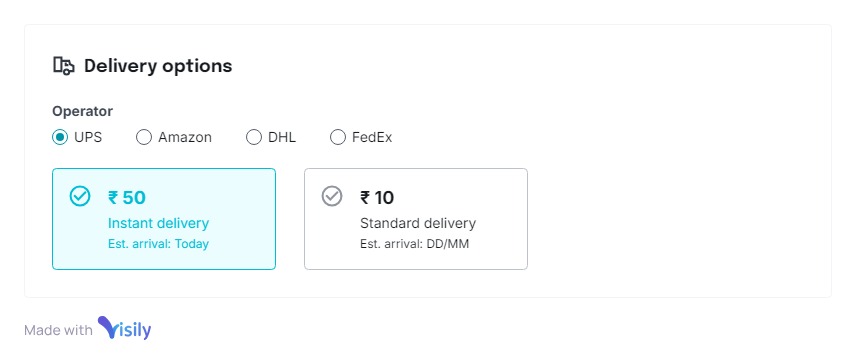 Delivery options
Operator
UPS Amazon DHL FedEx
₹ 50
Instant delivery
Est. arrival: Today
₹ 10
Standard delivery
Est. arrival: DD/MM
Made with Visily